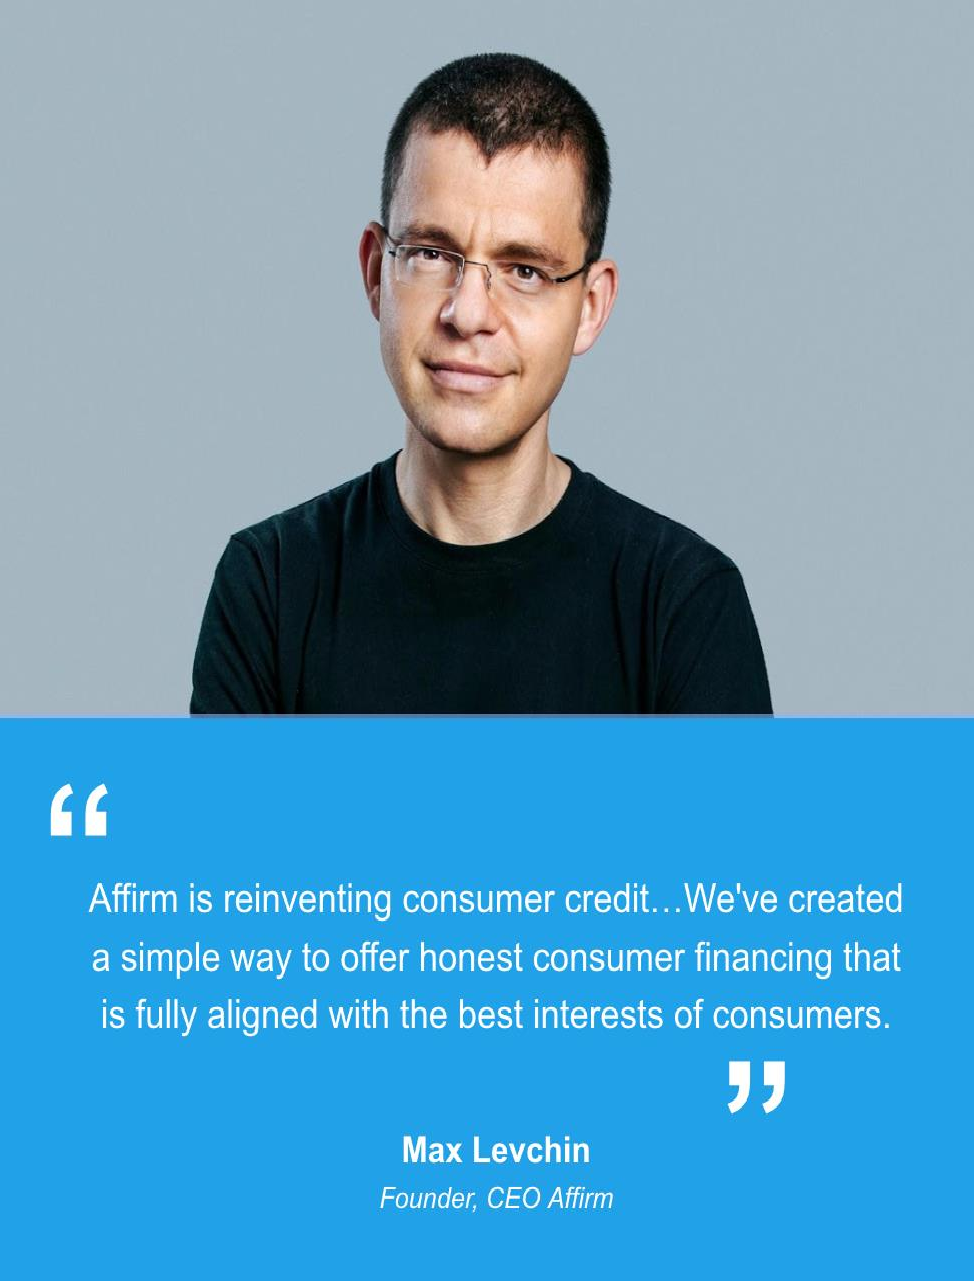 “
Affirm is reinventing consumer credit…We've created
a simple way to offer honest consumer financing that
is fully aligned with the best interests of consumers.
”
Max Levchin
Founder, CEO Affirm